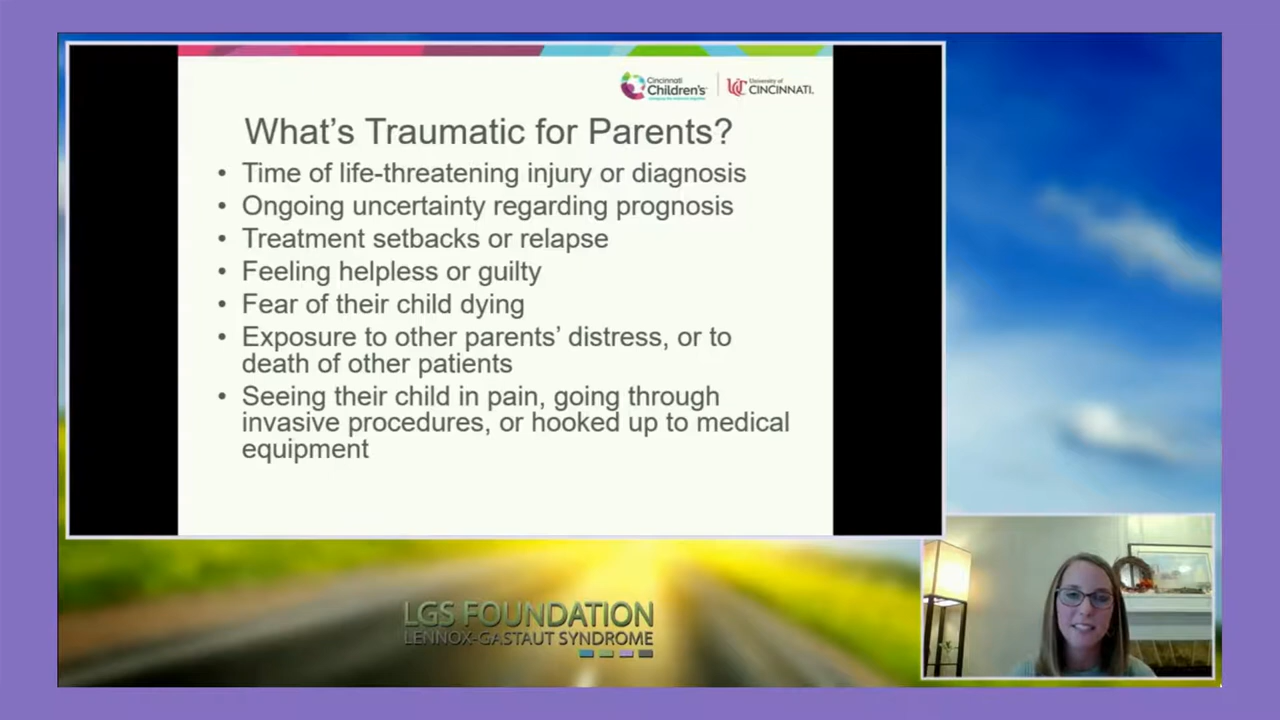 Cincinnati
Children's
University of
CINCINNATI.
What's Traumatic for Parents?
• Time of life-threatening injury or diagnosis
• Ongoing uncertainty regarding prognosis
• Treatment setbacks or relapse
• Feeling helpless or guilty
• Fear of their child dying
• Exposure to other parents' distress, or to
death of other patients
• Seeing their child in pain, going through
invasive procedures, or hooked up to medical
equipment
LGS FOUNDATION
LENNOX-GASTAUT SYNDROME